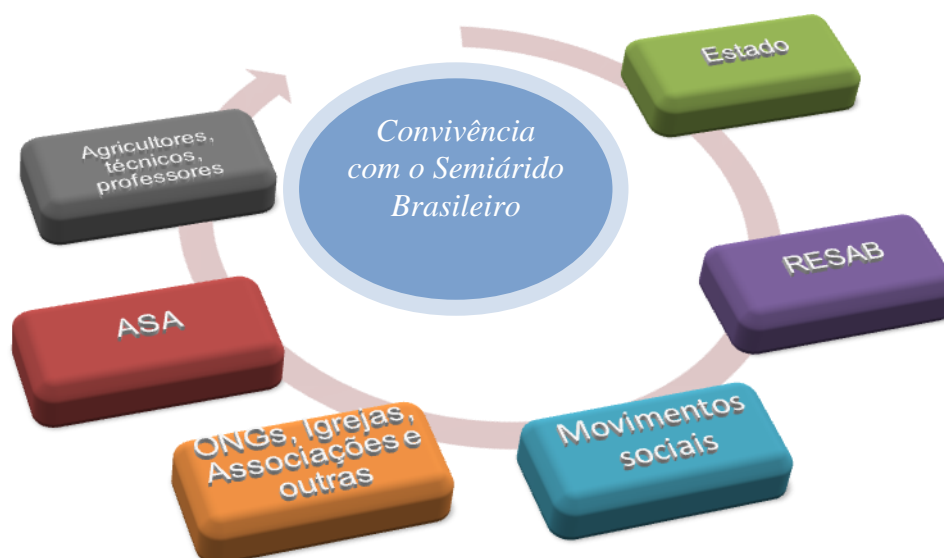 Convivência
com o Semiárido
Brasileiro
Estado
RESAB
Movimentos
sociais
ONGs, Igrejas,
Associações e
outras
ASA
Agricultores,
técnicos,
professores